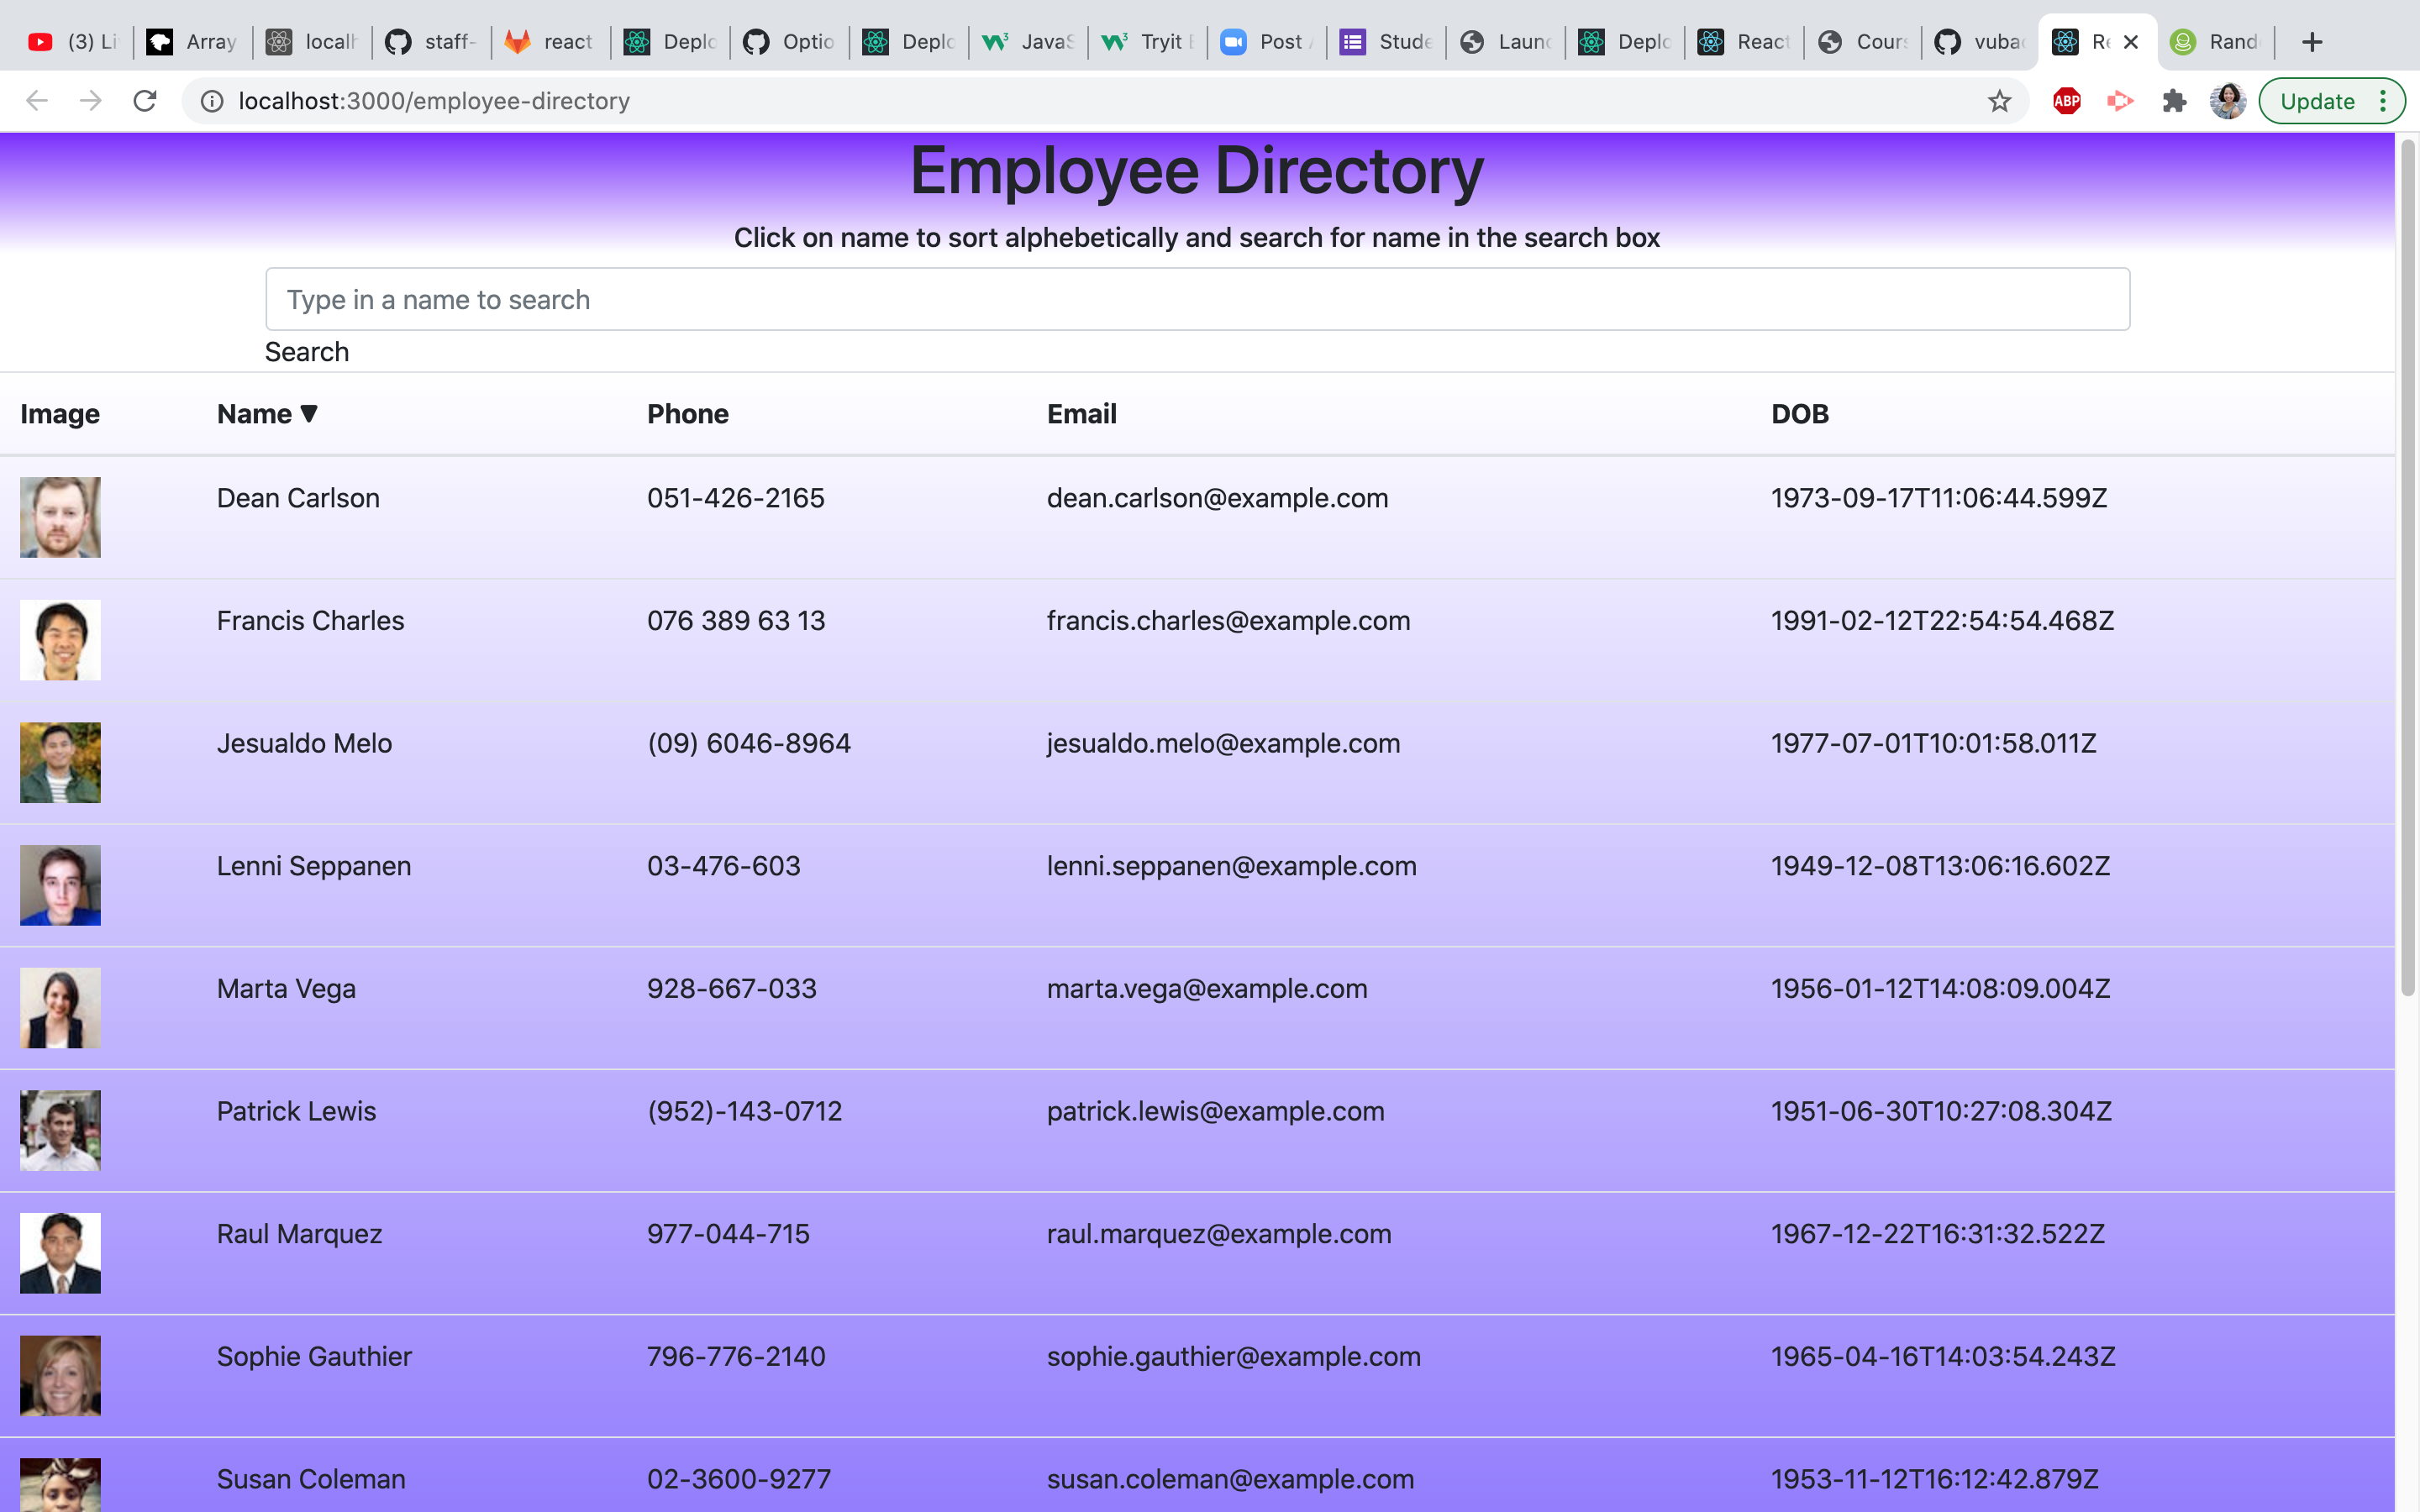 (3) Li Array localh staff- react Deplo Optio Deplo JavaS Tryit Post Stude Launc Deplo React Cours vubac Re Rand
localhost:3000/employee-directory ABP Update
Employee Directory
Click on name to sort alphebetically and search for name in the search box
Type in a name to search
Search
Image Name ▼ Phone Email DOB
Dean Carlson 051-426-2165 dean.carlson@example.com 1973-09-17T11:06:44.599Z
Francis Charles 076 389 63 13 francis.charles@example.com 1991-02-12T22:54:54.468Z
Jesualdo Melo (09) 6046-8964 jesualdo.melo@example.com 1977-07-01T10:01:58.011Z
Lenni Seppanen 03-476-603 lenni.seppanen@example.com 1949-12-08T13:06:16.602Z
Marta Vega 928-667-033 marta.vega@example.com 1956-01-12T14:08:09.004Z
Patrick Lewis (952)-143-0712 patrick.lewis@example.com 1951-06-30T10:27:08.304Z
Raul Marquez 977-044-715 raul.marquez@example.com 1967-12-22T16:31:32.522Z
Sophie Gauthier 796-776-2140 sophie.gauthier@example.com 1965-04-16T14:03:54.243Z
Susan Coleman 02-3600-9277 susan.coleman@example.com 1953-11-12T16:12:42.879Z